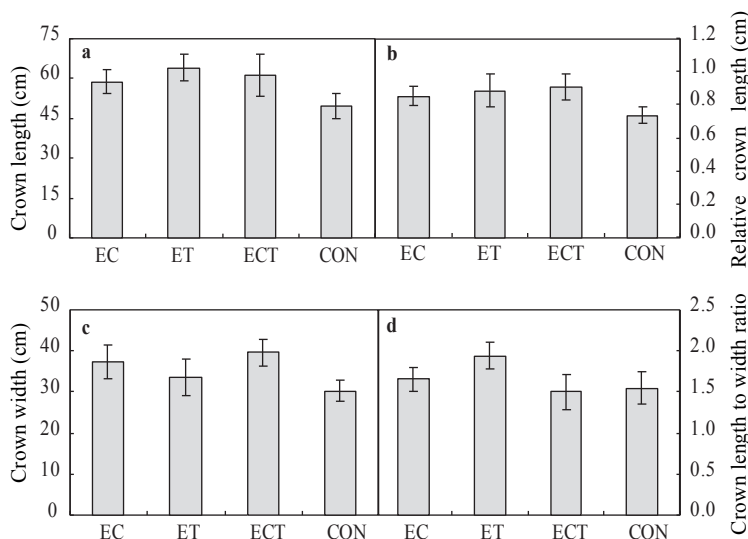 Crown length (cm)
75
60
45
30
15
0
a
b
EC
ET
ECT
CON
EC
ET
ECT
CON
1.2
1.0
0.8
0.6
0.4
0.2
0.0
Relative crown length (cm)
Crown width (cm)
50
40
30
20
10
0
c
d
EC
ET
ECT
CON
EC
ET
ECT
CON
2.5
2.0
1.5
1.0
0.5
0.0
Crown length to width ratio